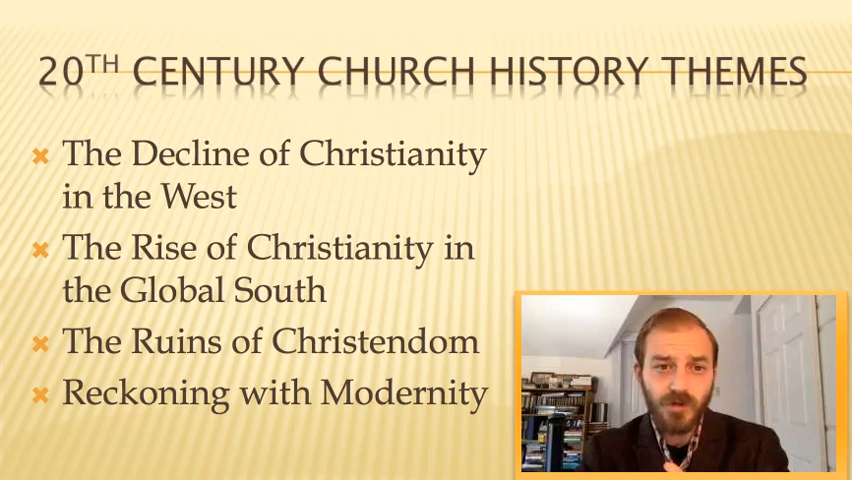 20TH CENTURY CHURCH HISTORY THEMES
The Decline of Christianity
in the West
The Rise of Christianity in
the Global South
The Ruins of Christendom
Reckoning with Modernity